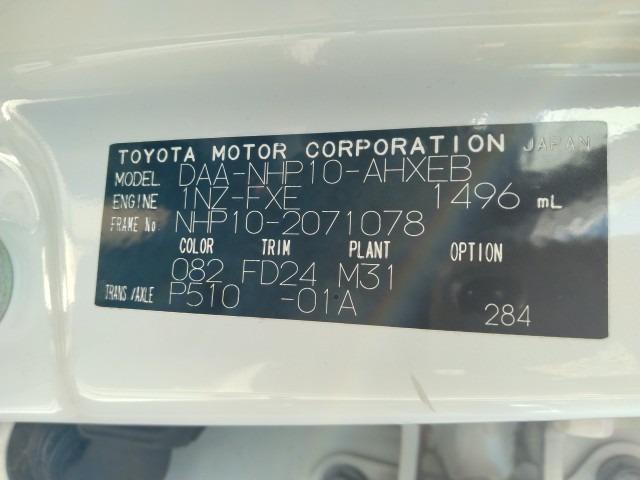 TOYOTA MOTOR CORPORATION JAPAN
MODEL DAA-NHP10-AHXEB
ENGINE 1NZ-FXE 1496 mL
FRAME No. NHP10-2071078
COLOR TRIM PLANT OPTION
082 FD24 M31
TRANS/AXLE P510 -01A
284